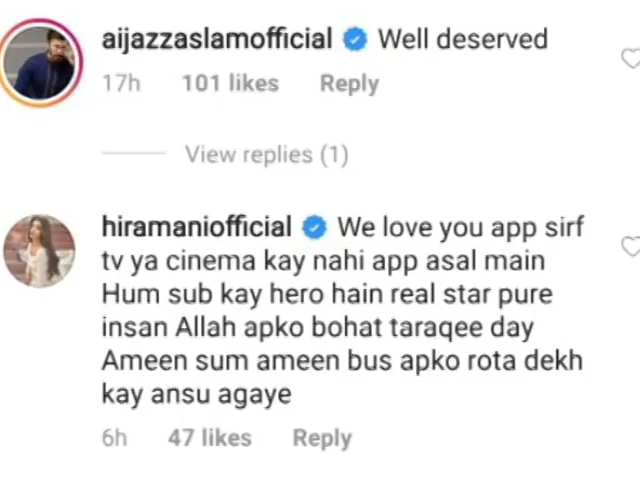 aijazzaslamofficial Well deserved
17h 101 likes Reply
View replies (1)
hiramaniofficial We love you app sirf
tv ya cinema kay nahi app asal main
Hum sub kay hero hain real star pure
insan Allah apko bohat taraqee day
Ameen sum ameen bus apko rota dekh
kay ansu agaye
6h 47 likes Reply